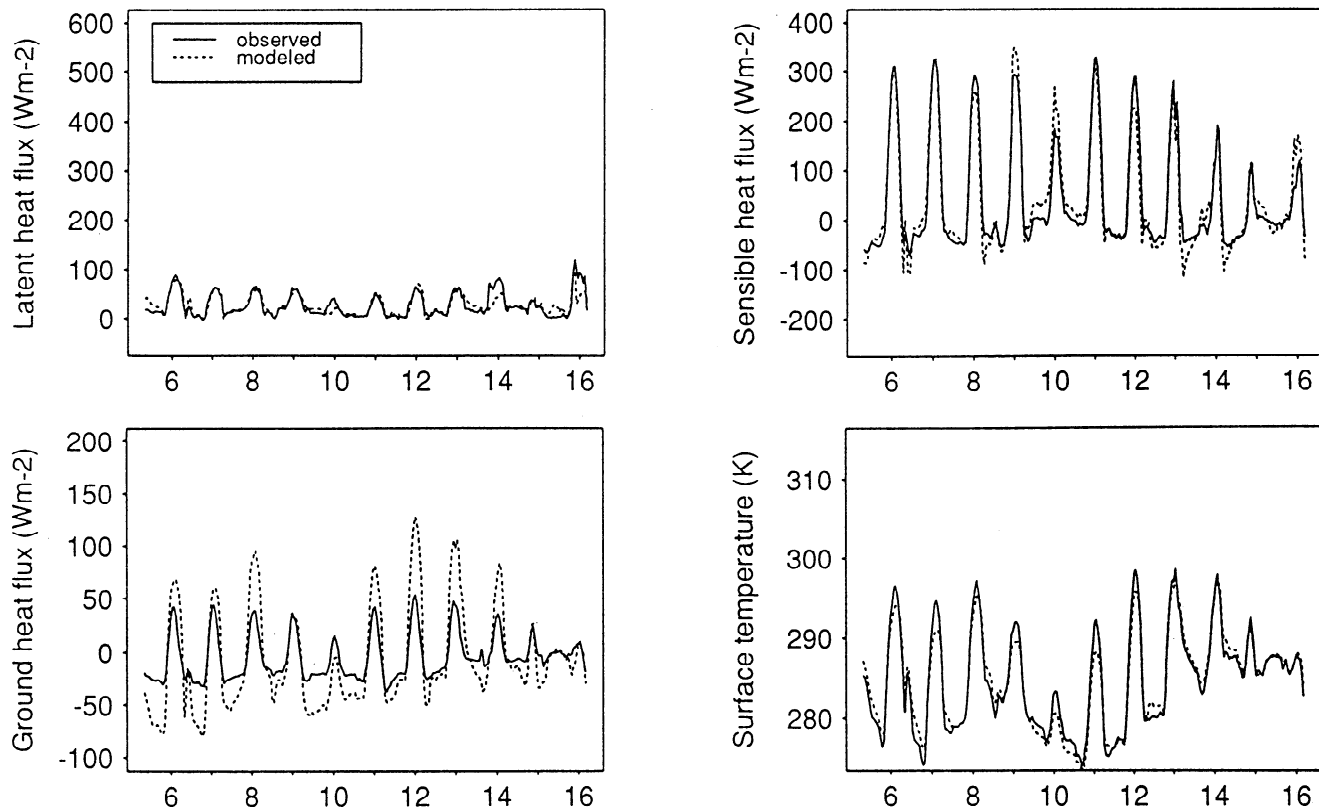 Latent heat flux (Wm-2)
600
500
400
300
200
100
0
observed
modeled
6 8 10 12 14 16
Sensible heat flux (Wm-2)
400
300
200
100
0
-100
-200
6 8 10 12 14 16
Ground heat flux (Wm-2)
200
150
100
50
0
-50
-100
6 8 10 12 14 16
Surface temperature (K)
310
300
290
280
6 8 10 12 14 16